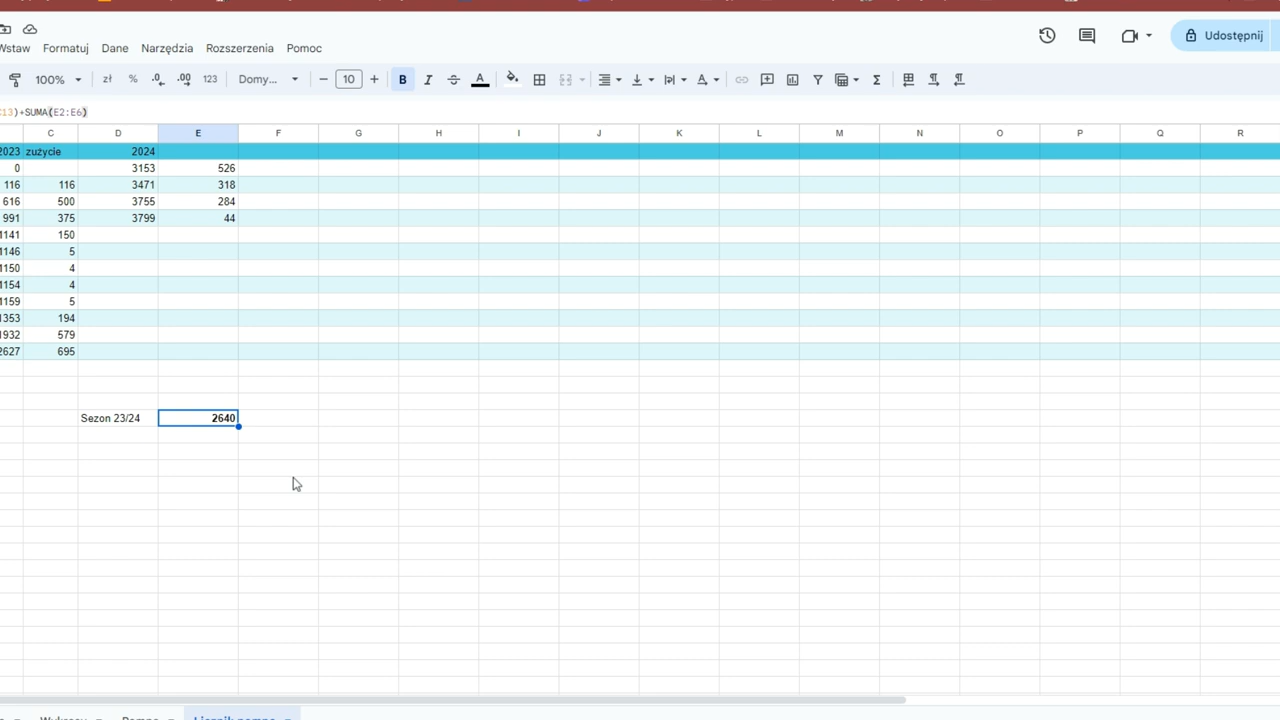 Udostępnij
Wstaw Formatuj Dane Narzędzia Rozszerzenia Pomoc
100% zł % .0 .00 123 Domy... − 10 + B I S A Σ
13)+SUMA(E2:E6)
C D E F G H I J K L M N O P Q R
2023 zużycie 2024
0 3153 526
116 116 3471 318
616 500 3755 284
991 375 3799 44
1141 150
1146 5
1150 4
1154 4
1159 5
1353 194
1932 579
2627 695
Sezon 23/24 2640